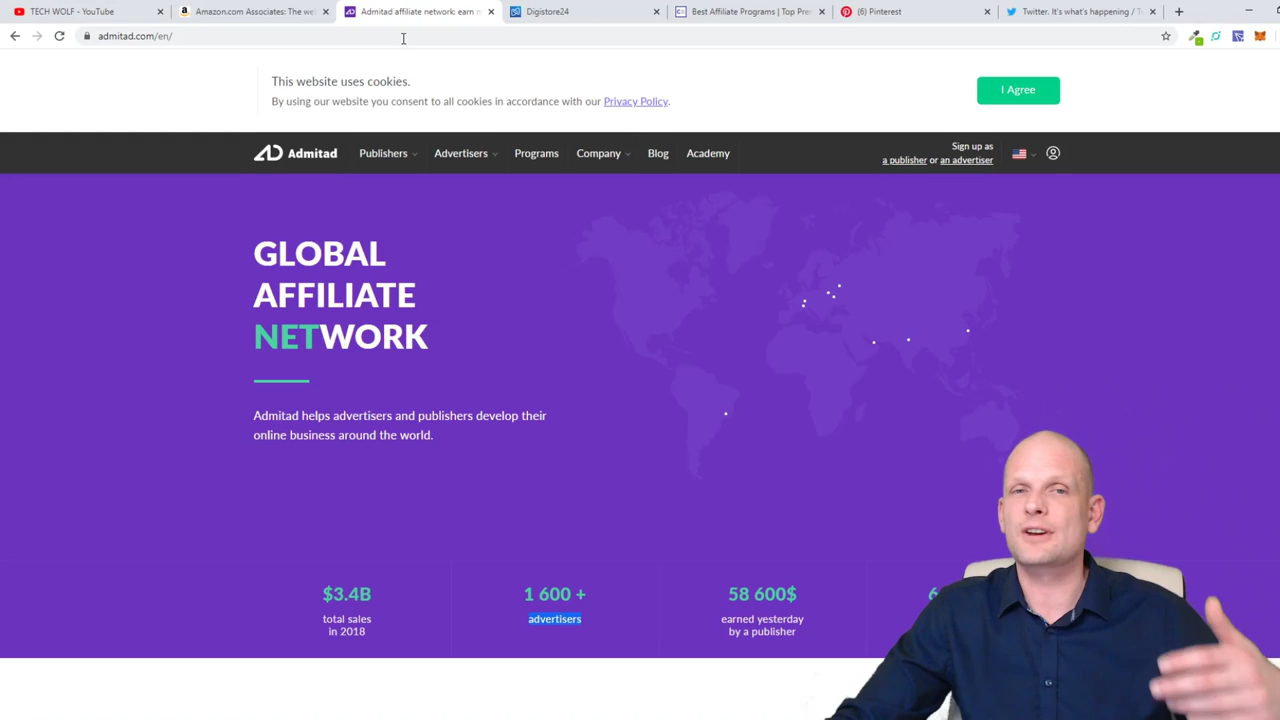 TECH WOLF - YouTube
Amazon.com Associates: The we
Admitad affiliate network: earn m
Digistore24
Best Affiliate Programs | Top Pre
(6) Pinterest
Twitter. It's what's happening / T
admitad.com/en/
This website uses cookies.
By using our website you consent to all cookies in accordance with our Privacy Policy.
I Agree
Admitad
Publishers
Advertisers
Programs
Company
Blog
Academy
Sign up as
a publisher or an advertiser
GLOBAL
AFFILIATE
NETWORK
Admitad helps advertisers and publishers develop their
online business around the world.
$3.4B
total sales
in 2018
1 600 +
advertisers
58 600$
earned yesterday
by a publisher